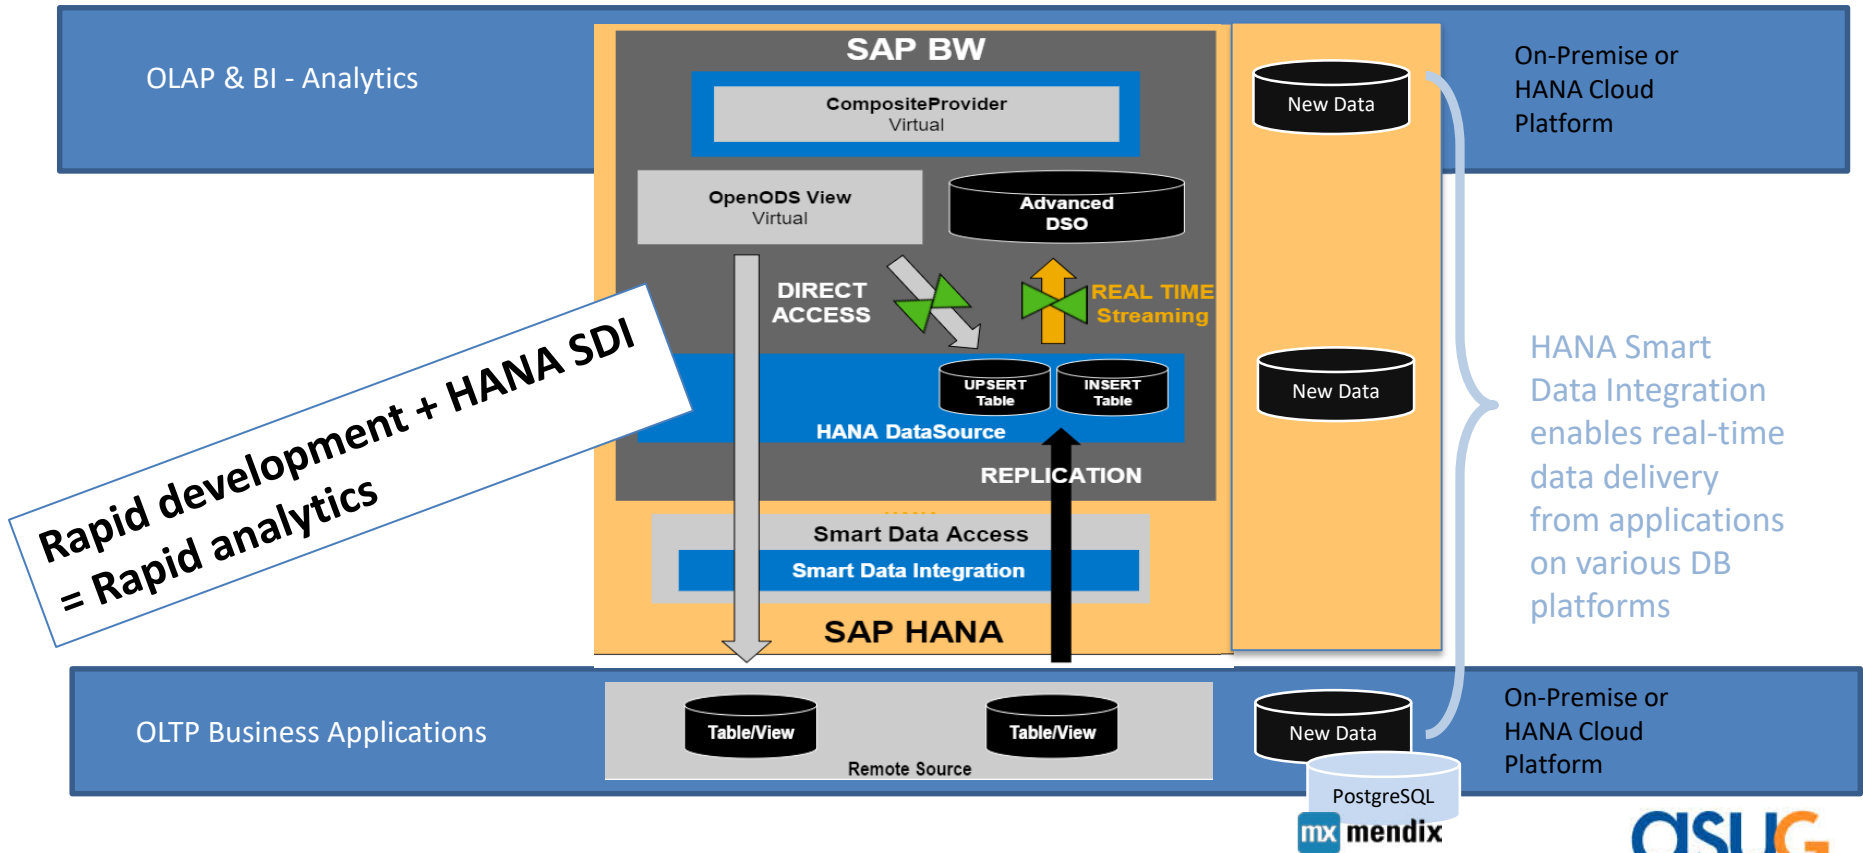 OLAP & BI - Analytics
SAP BW
CompositeProvider
Virtual
New Data
On-Premise or
HANA Cloud
Platform
OpenODS View
Virtual
Advanced
DSO
DIRECT
ACCESS
REAL TIME
Streaming
Rapid development + HANA SDI
= Rapid analytics
UPSERT
Table
INSERT
Table
HANA DataSource
New Data
HANA Smart
Data Integration
enables real-time
data delivery
from applications
on various DB
platforms
REPLICATION
Smart Data Access
Smart Data Integration
SAP HANA
OLTP Business Applications
Table/View
Table/View
Remote Source
New Data
On-Premise or
HANA Cloud
Platform
PostgreSQL
mx mendix
asUG